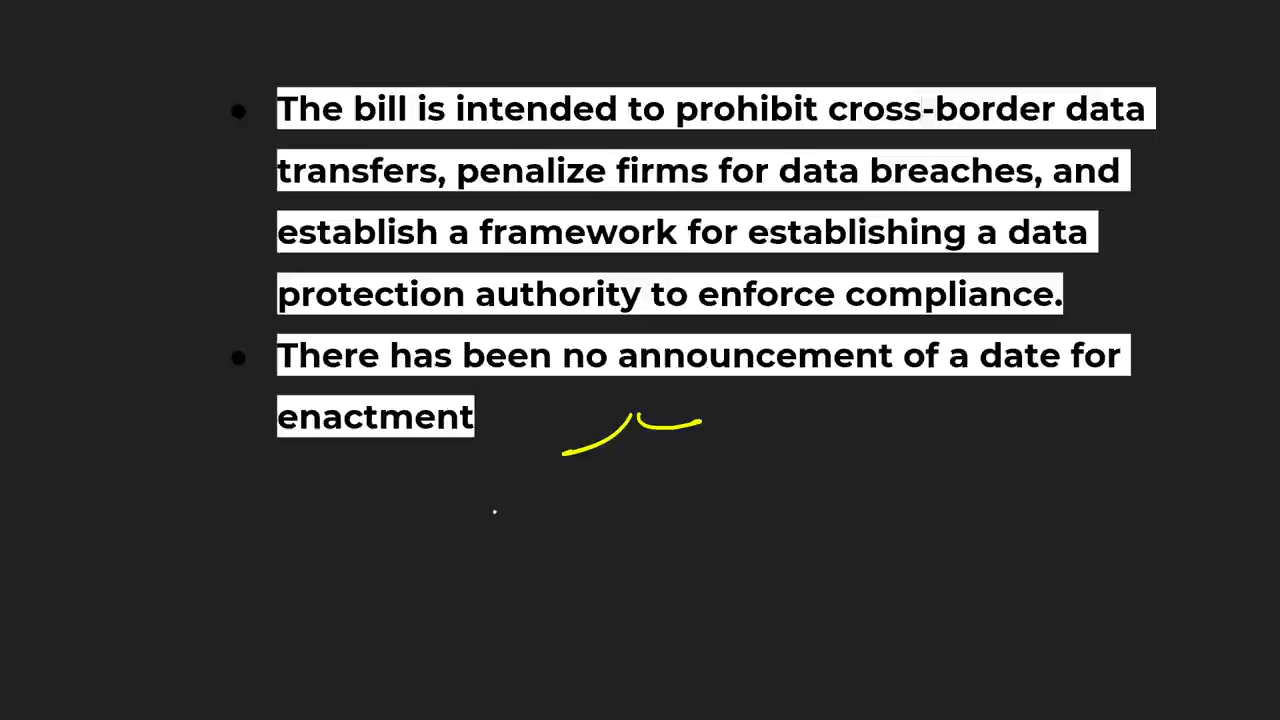 • The bill is intended to prohibit cross-border data
transfers, penalize firms for data breaches, and
establish a framework for establishing a data
protection authority to enforce compliance.
• There has been no announcement of a date for
enactment